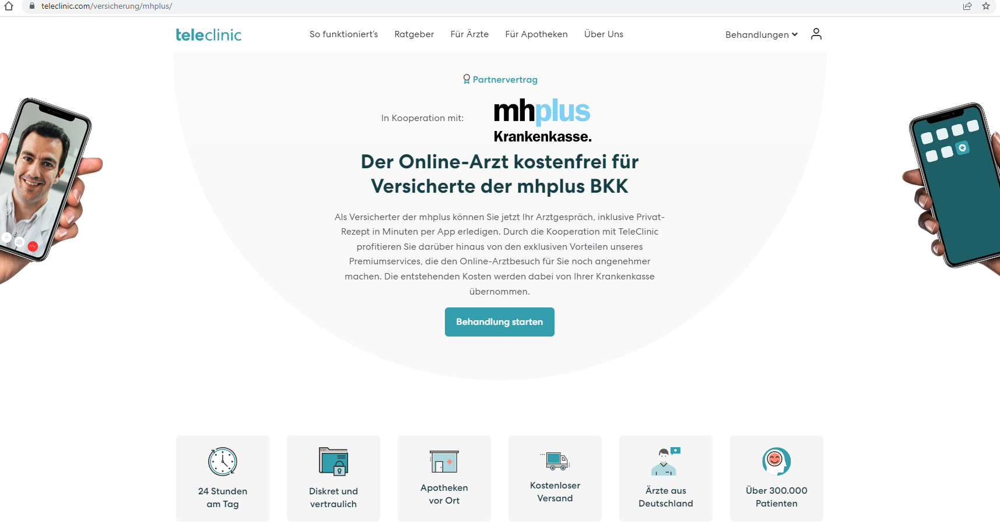 teleclinic.com/versicherung/mhplus/
teleclinic
So funktioniert's
Ratgeber
Für Ärzte
Für Apotheken
Über Uns
Behandlungen
Partnervertrag
In Kooperation mit:
mhplus
Krankenkasse.
Der Online-Arzt kostenfrei für
Versicherte der mhplus BKK
Als Versicherter der mhplus können Sie jetzt Ihr Arztgespräch, inklusive Privat-
Rezept in Minuten per App erledigen. Durch die Kooperation mit TeleClinic
profitieren Sie darüber hinaus von den exklusiven Vorteilen unseres
Premiumservices, die den Online-Arztbesuch für Sie noch angenehmer
machen. Die entstehenden Kosten werden dabei von Ihrer Krankenkasse
übernommen.
Behandlung starten
24 Stunden
am Tag
Diskret und
vertraulich
Apotheken
vor Ort
Kostenloser
Versand
Ärzte aus
Deutschland
Über 300.000
Patienten